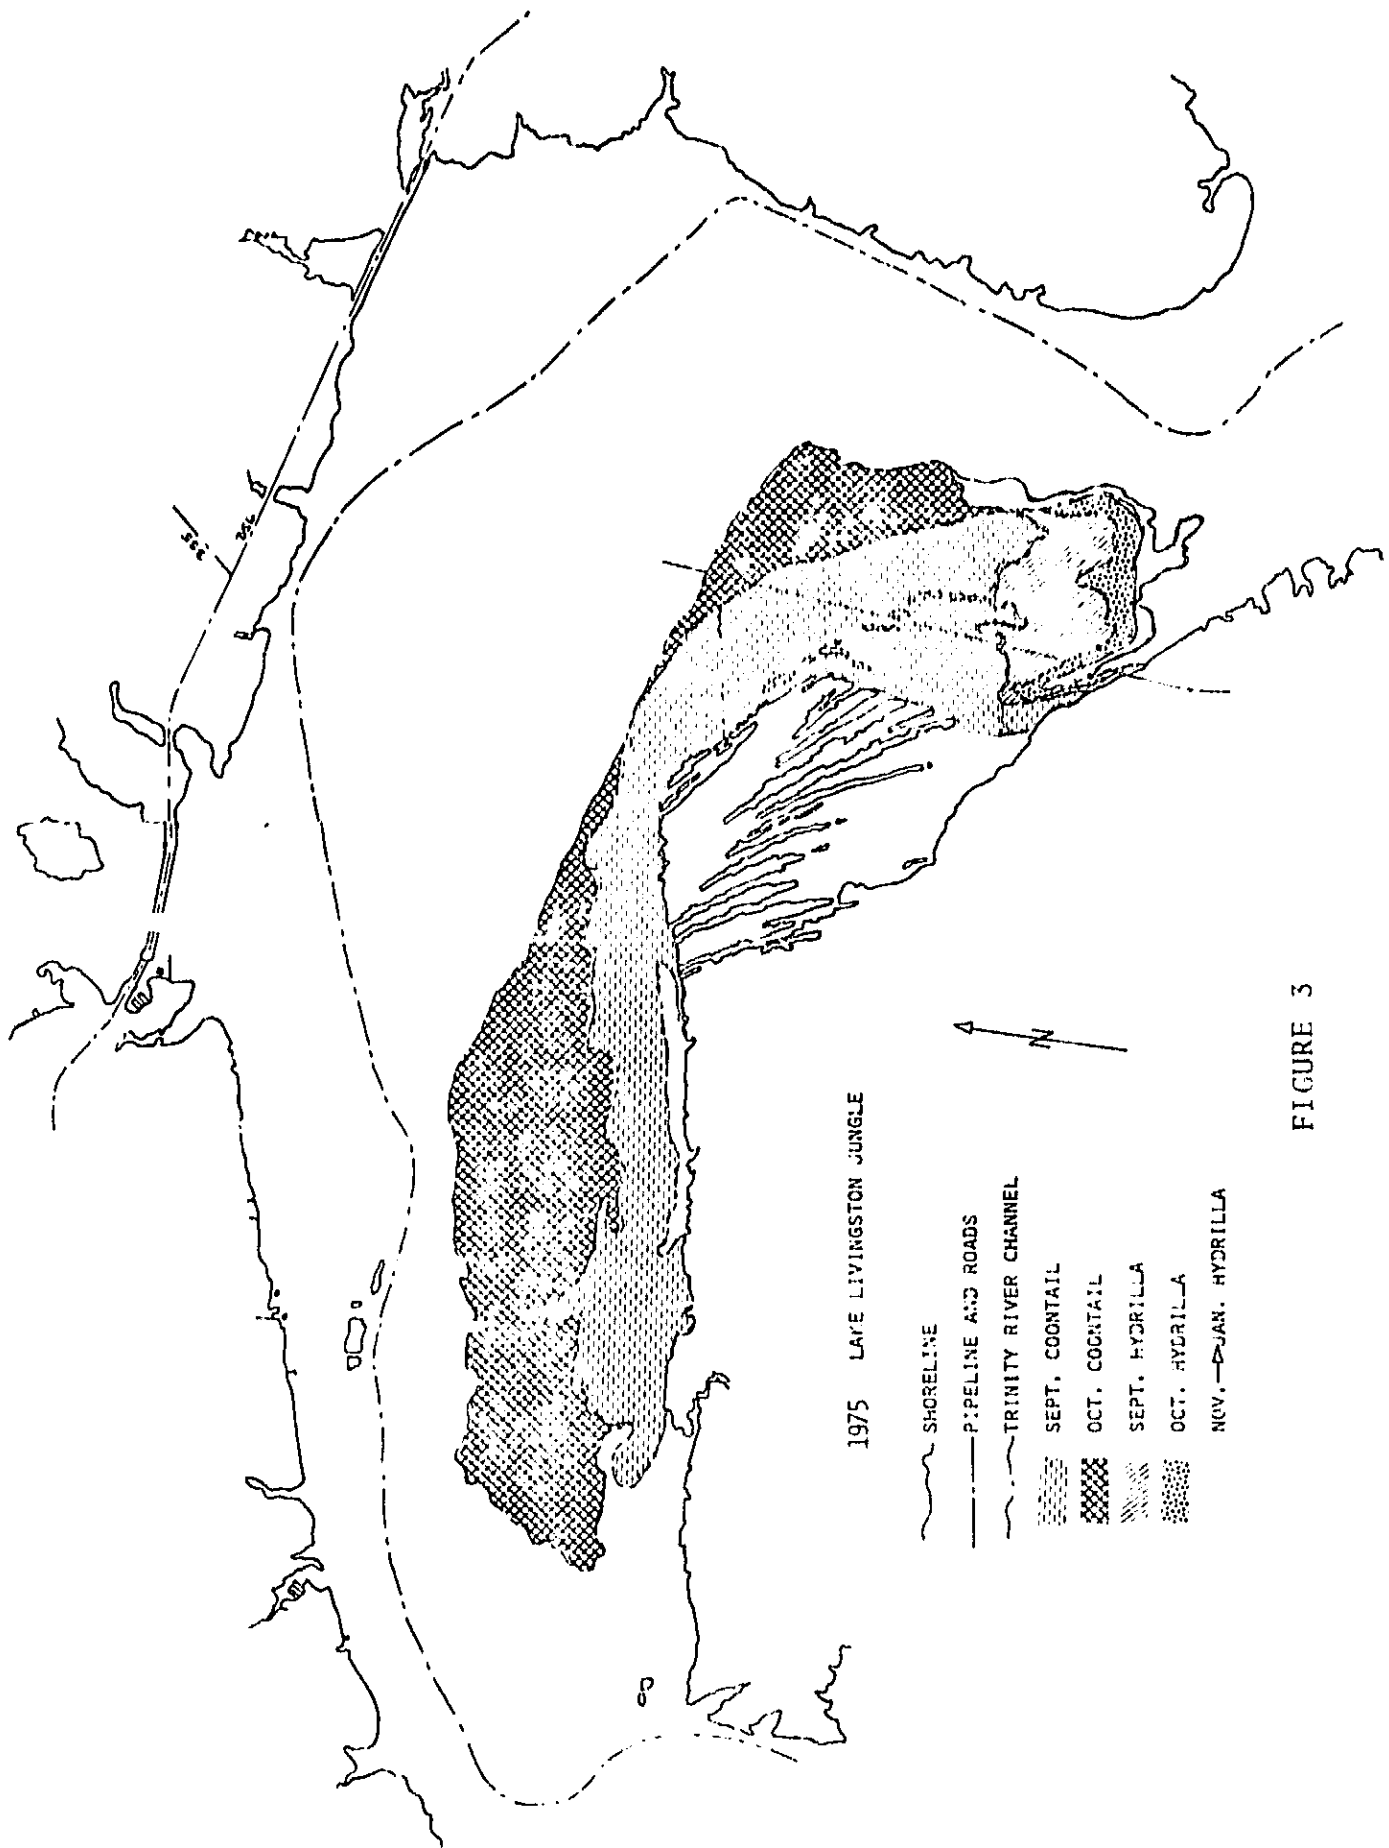 356
1975 LAKE LIVINGSTON JUNGLE
SHORELINE
PIPELINE AND ROADS
TRINITY RIVER CHANNEL
SEPT. COONTAIL
OCT. COONTAIL
SEPT. HYDRILLA
OCT. HYDRILLA
NOV.→JAN. HYDRILLA
N
FIGURE 3